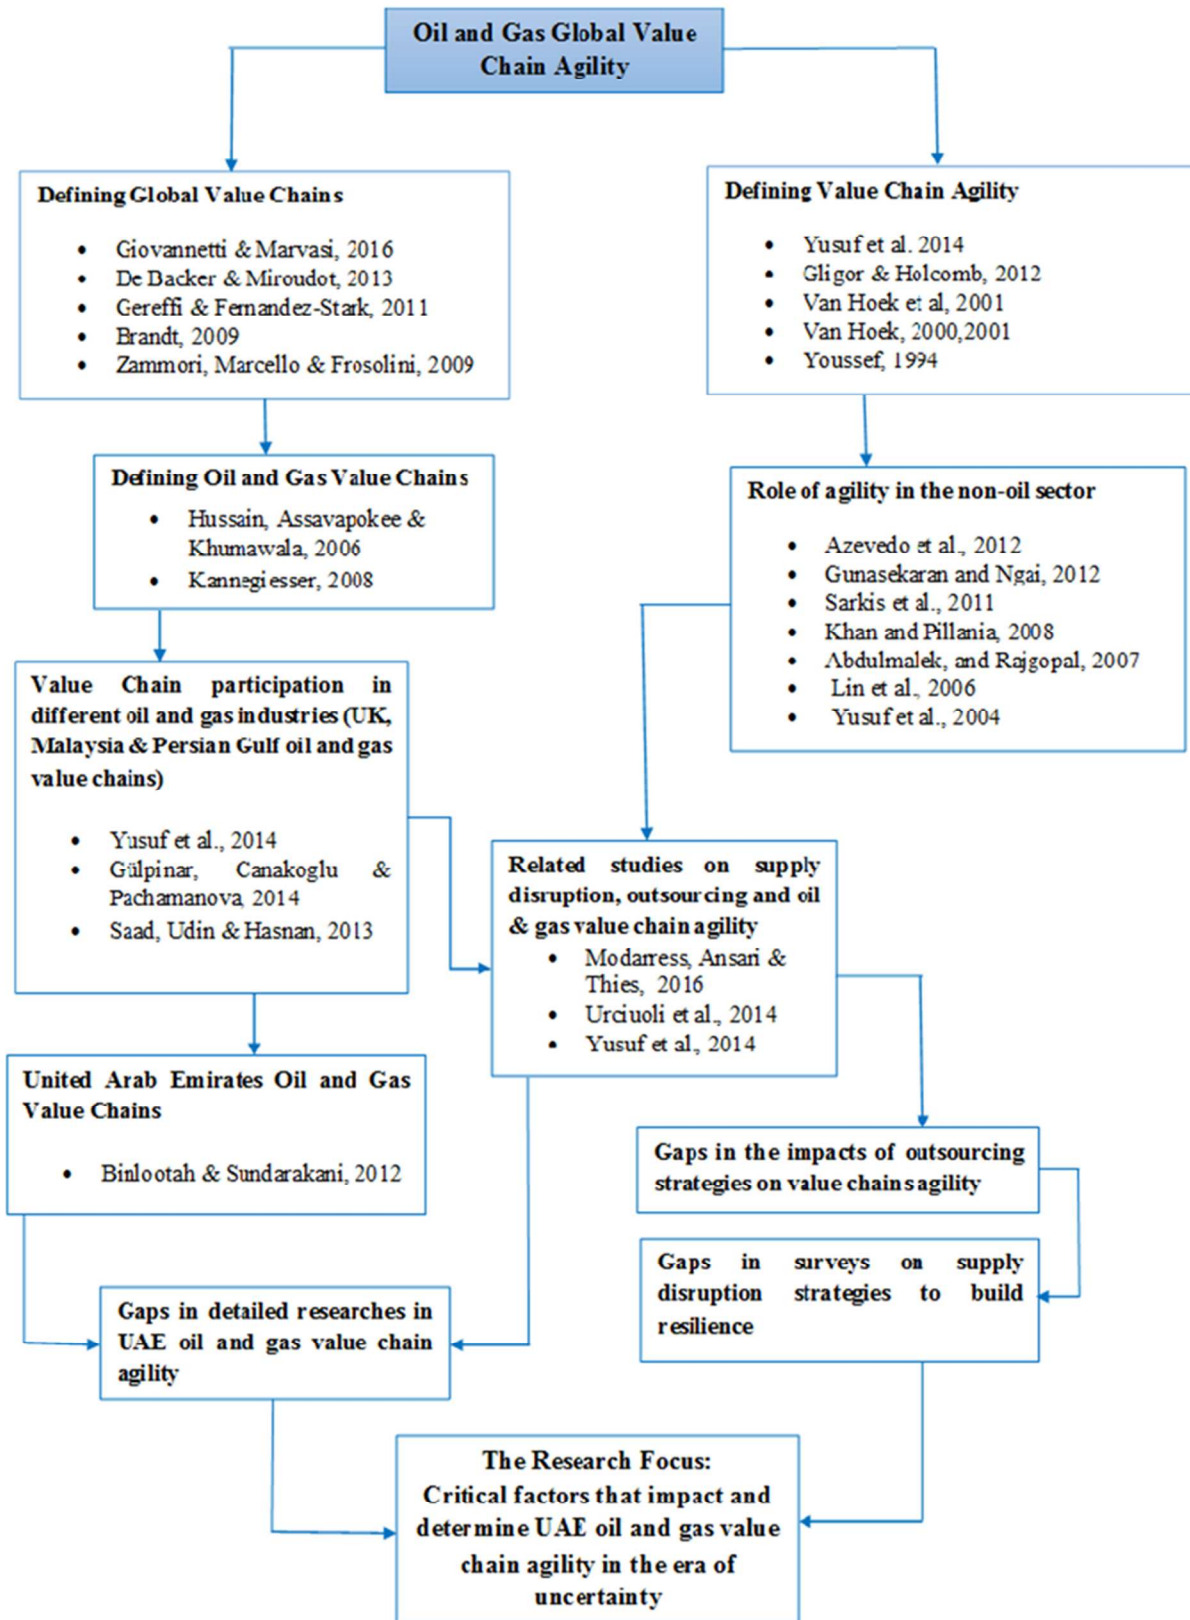 Oil and Gas Global Value
Chain Agility
Defining Global Value Chains
• Giovannetti & Marvasi, 2016
• De Backer & Miroudot, 2013
• Gereffi & Fernandez-Stark, 2011
• Brandt, 2009
• Zammori, Marcello & Frosolini, 2009
Defining Value Chain Agility
• Yusuf et al. 2014
• Gligor & Holcomb, 2012
• Van Hoek et al, 2001
• Van Hoek, 2000,2001
• Youssef, 1994
Defining Oil and Gas Value Chains
• Hussain, Assavapokee &
Khumawala, 2006
• Kannegiesser, 2008
Role of agility in the non-oil sector
• Azevedo et al., 2012
• Gunasekaran and Ngai, 2012
• Sarkis et al., 2011
• Khan and Pillania, 2008
• Abdulmalek, and Rajgopal, 2007
• Lin et al., 2006
• Yusuf et al., 2004
Value Chain participation in
different oil and gas industries (UK,
Malaysia & Persian Gulf oil and gas
value chains)
• Yusuf et al., 2014
• Gülpinar, Canakoglu &
Pachamanova, 2014
• Saad, Udin & Hasnan, 2013
Related studies on supply
disruption, outsourcing and oil
& gas value chain agility
• Modarress, Ansari &
Thies, 2016
• Urciuoli et al., 2014
• Yusuf et al., 2014
United Arab Emirates Oil and Gas
Value Chains
• Binlootah & Sundarakani, 2012
Gaps in the impacts of outsourcing
strategies on value chains agility
Gaps in surveys on supply
disruption strategies to build
resilience
Gaps in detailed researches in
UAE oil and gas value chain
agility
The Research Focus:
Critical factors that impact and
determine UAE oil and gas value
chain agility in the era of
uncertainty